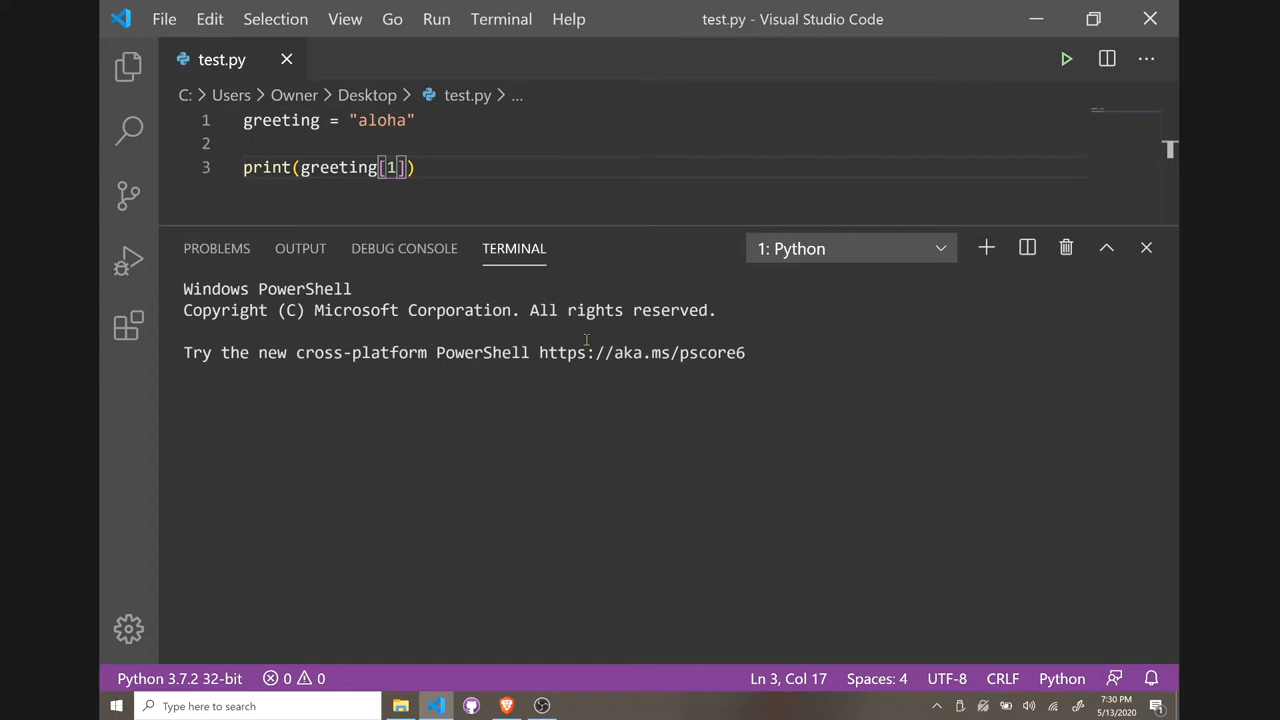 File Edit Selection View Go Run Terminal Help test.py - Visual Studio Code
test.py
C: > Users > Owner > Desktop > test.py > ...
1 greeting = "aloha"
2
3 print(greeting[1])
PROBLEMS OUTPUT DEBUG CONSOLE TERMINAL 1: Python
Windows PowerShell
Copyright (C) Microsoft Corporation. All rights reserved.
Try the new cross-platform PowerShell https://aka.ms/pscore6
Python 3.7.2 32-bit 0 0 Ln 3, Col 17 Spaces: 4 UTF-8 CRLF Python
Type here to search 7:30 PM
5/13/2020